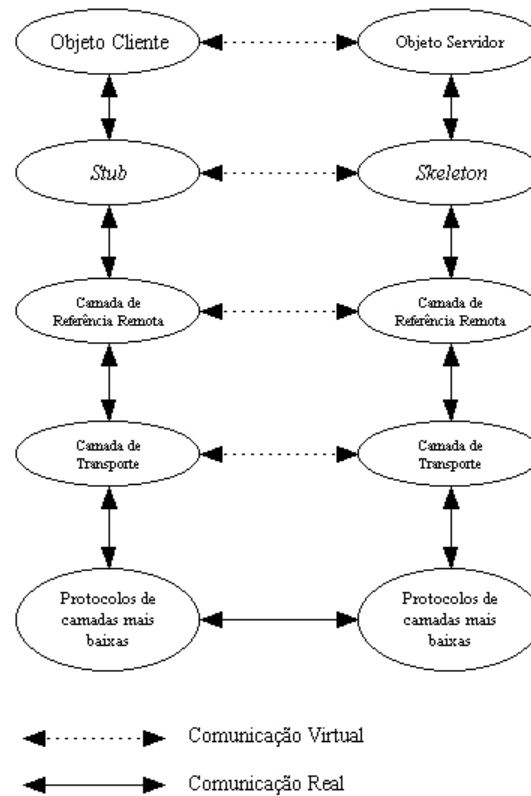 Objeto Cliente
Objeto Servidor
Stub
Skeleton
Camada de
Referência Remota
Camada de
Referência Remota
Camada de
Transporte
Camada de
Transporte
Protocolos de
camadas mais
baixas
Protocolos de
camadas mais
baixas
Comunicação Virtual
Comunicação Real